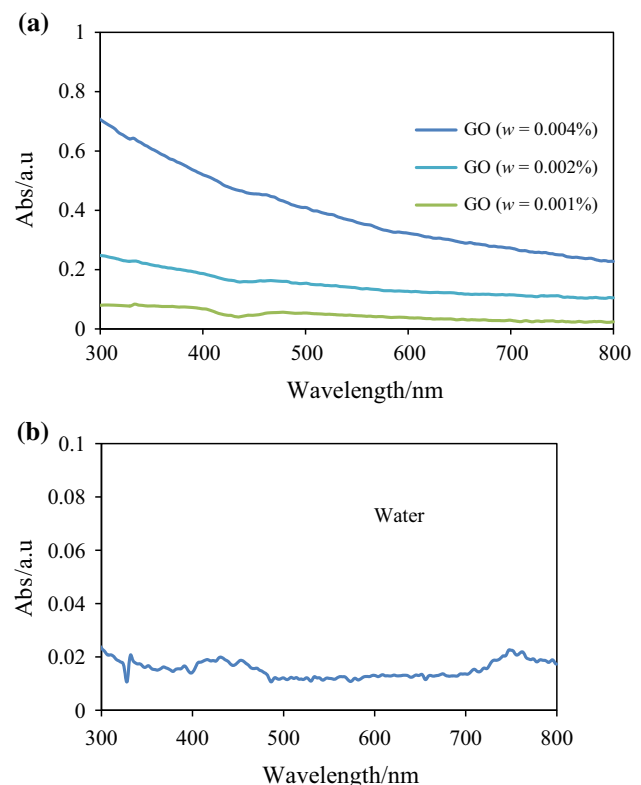 (a)
1
0.8
0.6
0.4
0.2
0
Abs/a.u
GO (w = 0.004%)
GO (w = 0.002%)
GO (w = 0.001%)
300 400 500 600 700 800
Wavelength/nm
(b)
0.1
0.08
0.06
0.04
0.02
0
Abs/a.u
Water
300 400 500 600 700 800
Wavelength/nm